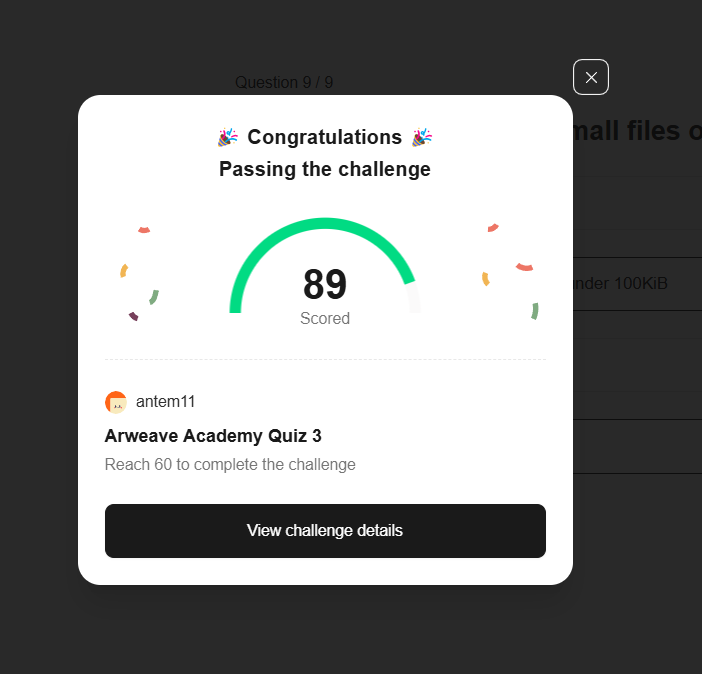 Question 9 / 9
mall files o
Congratulations
Passing the challenge
nder 100KiB
89
Scored
antem11
Arweave Academy Quiz 3
Reach 60 to complete the challenge
View challenge details